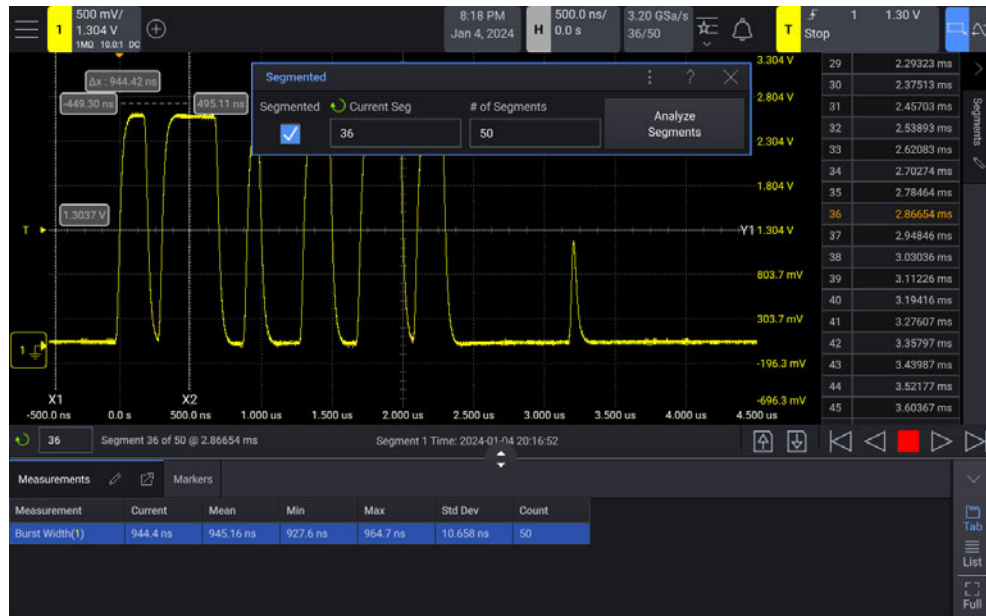 1
500 mV/
1.304 V
1MΩ 10.0:1 DC
8:18 PM
Jan 4, 2024
H
500.0 ns/
0.0 s
3.20 GSa/s
36/50
T
1
1.30 V
Stop
Δx : 944.42 ns
-449.30 ns
495.11 ns
1.3037 V
T
Y1
1
X1
X2
Segmented
?
Segmented
Current Seg
# of Segments
36
50
Analyze
Segments
3.304 V
2.804 V
2.304 V
1.804 V
1.304 V
803.7 mV
303.7 mV
-196.3 mV
-696.3 mV
-500.0 ns
0.0 s
500.0 ns
1.000 us
1.500 us
2.000 us
2.500 us
3.000 us
3.500 us
4.000 us
4.500 us
29 2.29323 ms
30 2.37513 ms
31 2.45703 ms
32 2.53893 ms
33 2.62083 ms
34 2.70274 ms
35 2.78464 ms
36 2.86654 ms
37 2.94846 ms
38 3.03036 ms
39 3.11226 ms
40 3.19416 ms
41 3.27607 ms
42 3.35797 ms
43 3.43987 ms
44 3.52177 ms
45 3.60367 ms
Segments
36
Segment 36 of 50 @ 2.86654 ms
Segment 1 Time: 2024-01-04 20:16:52
Measurements
Markers
Measurement Current Mean Min Max Std Dev Count
Burst Width(1) 944.4 ns 945.16 ns 927.6 ns 964.7 ns 10.658 ns 50
Tab
List
Full